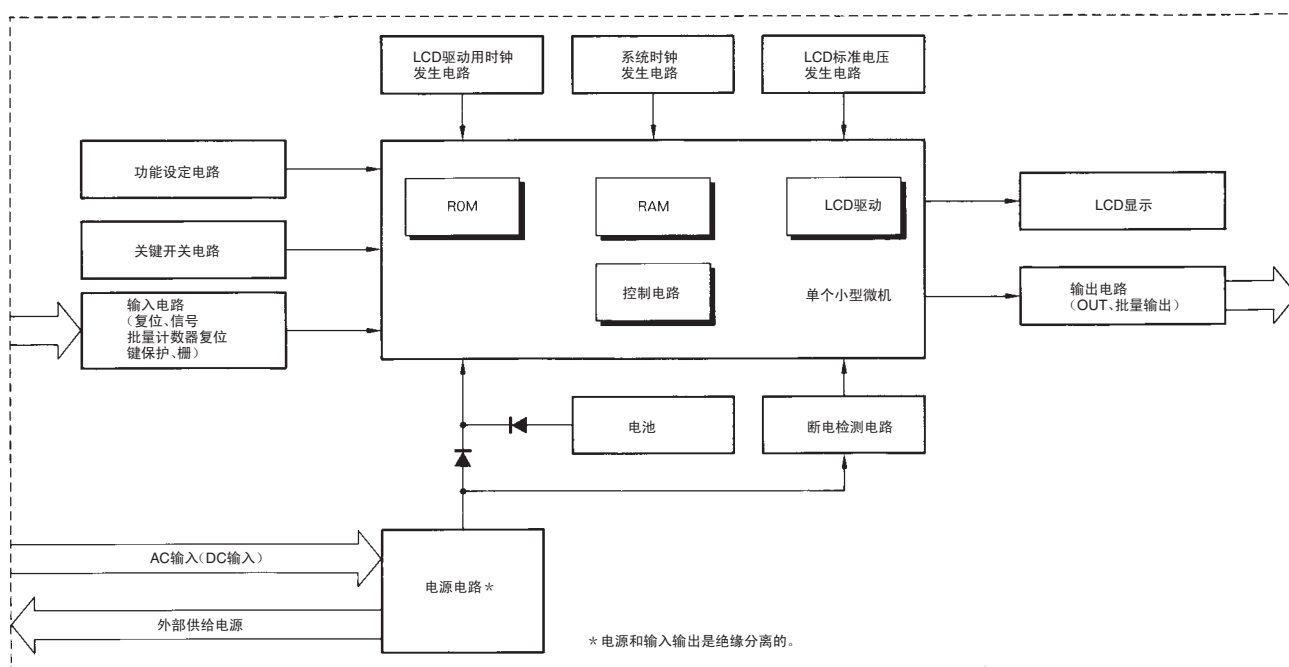 LCD驱动用时钟
发生电路
系统时钟
发生电路
LCD标准电压
发生电路
功能设定电路
ROM
RAM
LCD驱动
LCD显示
关键开关电路
控制电路
单个小型微机
输入电路
（复位、信号
批量计数器复位
键保护、栅）
输出电路
（OUT、批量输出）
电池
断电检测电路
AC输入（DC输入）
电源电路＊
外部供给电源
＊电源和输入输出是绝缘分离的。